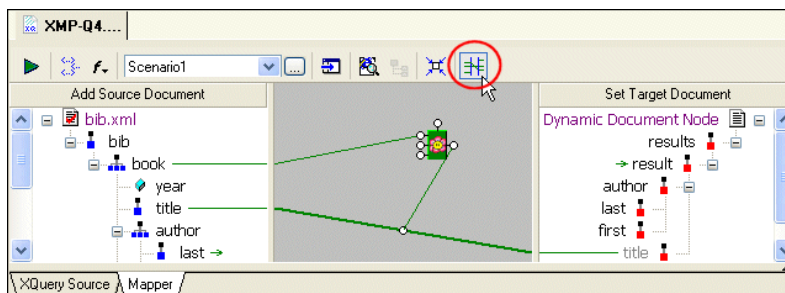 XMP-Q4....
f Scenario1 ...
Add Source Document
bib.xml
bib
book
year
title
author
last
Set Target Document
Dynamic Document Node
results
result
author
last
first
title
XQuery Source Mapper